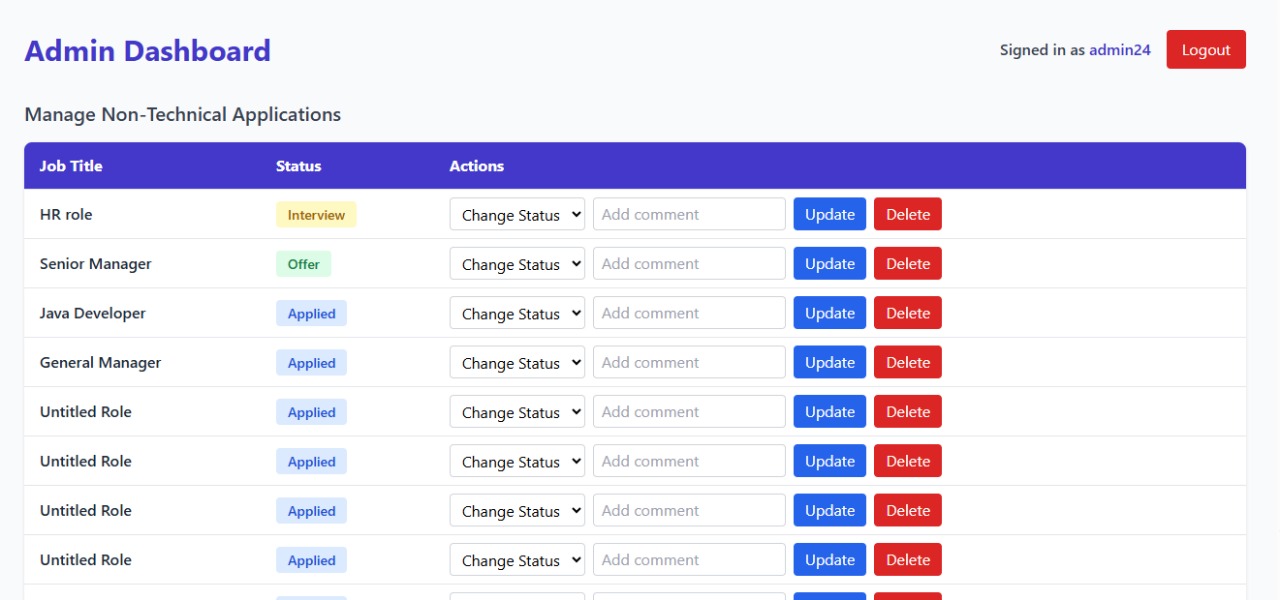 Admin Dashboard
Signed in as admin24 Logout
Manage Non-Technical Applications
Job Title Status Actions
HR role Interview Change Status Add comment Update Delete
Senior Manager Offer Change Status Add comment Update Delete
Java Developer Applied Change Status Add comment Update Delete
General Manager Applied Change Status Add comment Update Delete
Untitled Role Applied Change Status Add comment Update Delete
Untitled Role Applied Change Status Add comment Update Delete
Untitled Role Applied Change Status Add comment Update Delete
Untitled Role Applied Change Status Add comment Update Delete